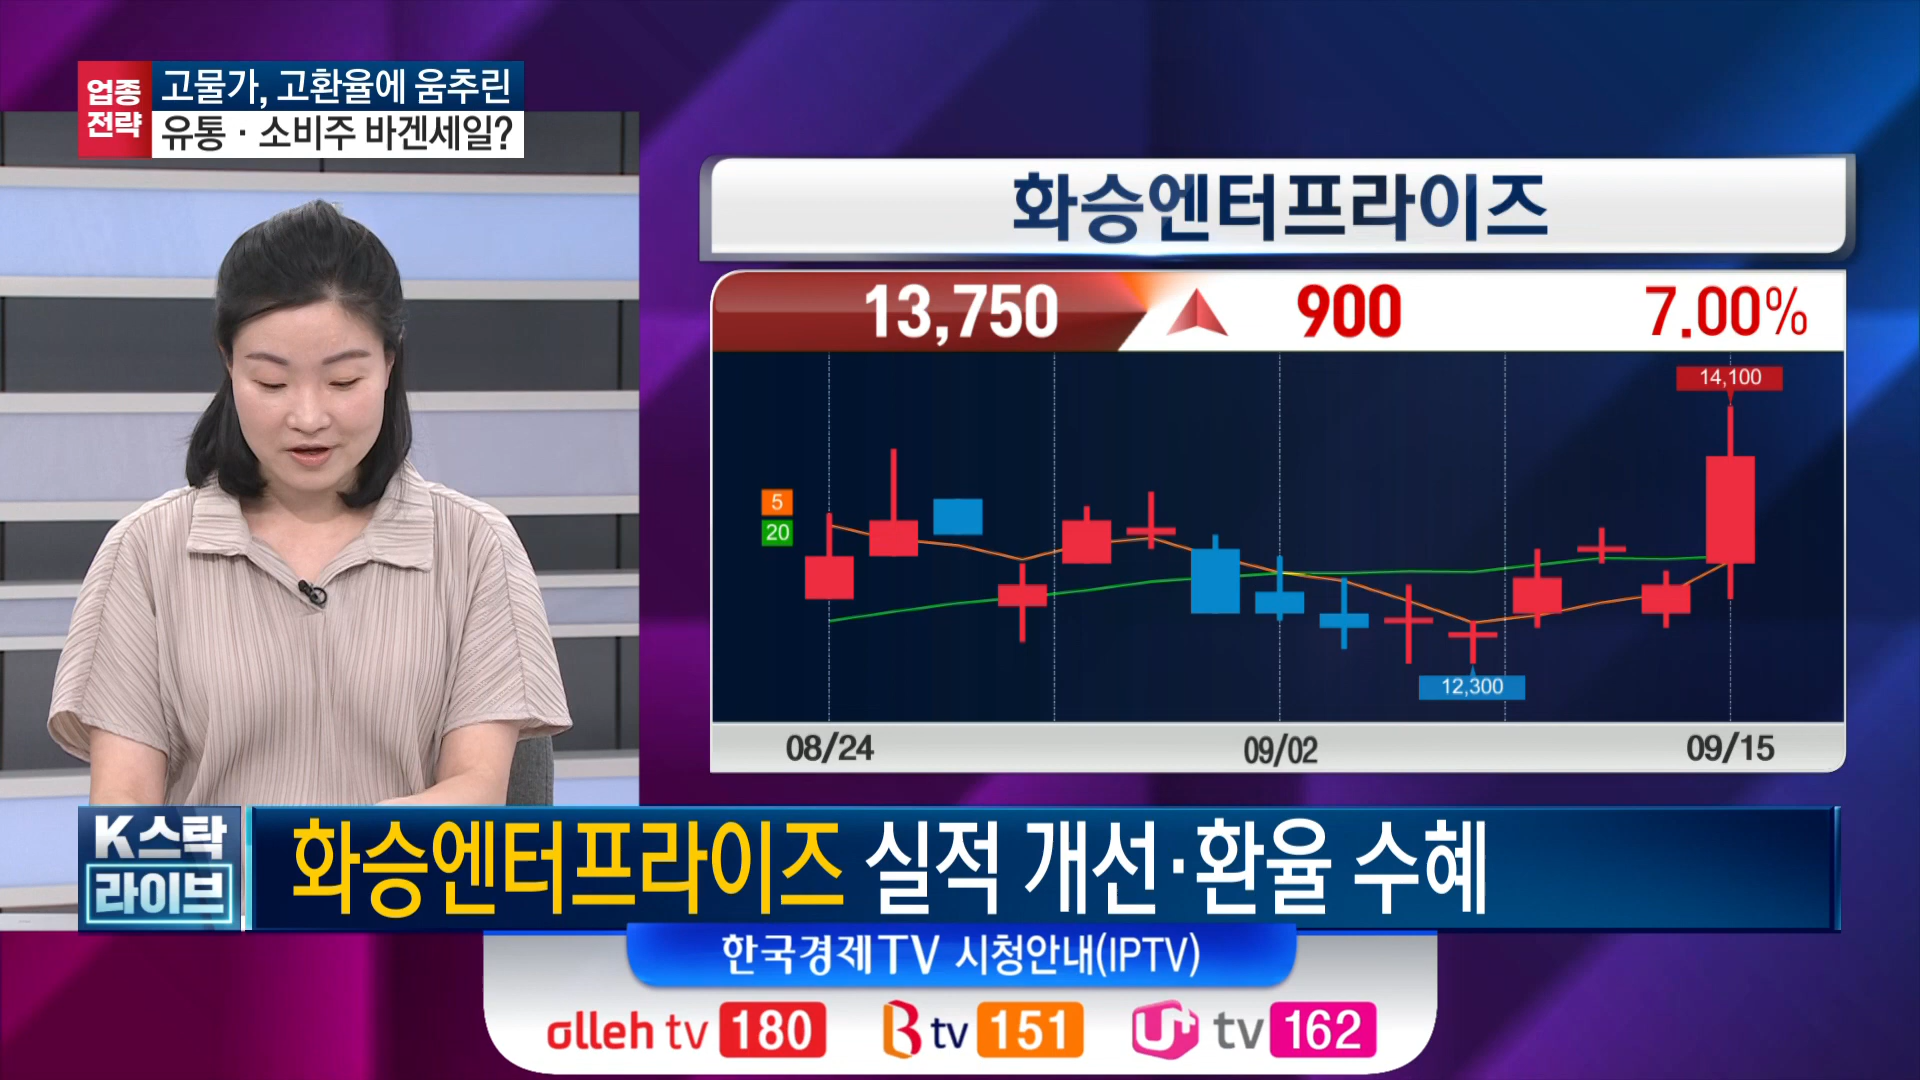 업종
전략
고물가, 고환율에 움추린
유통·소비주 바겐세일?
화승엔터프라이즈
13,750 900 7.00%
14,100
5
20
12,300
08/24 09/02 09/15
K스탁
라이브
화승엔터프라이즈 실적 개선·환율 수혜
한국경제TV 시청안내(IPTV)
olleh tv 180 B tv 151 U+ tv 162